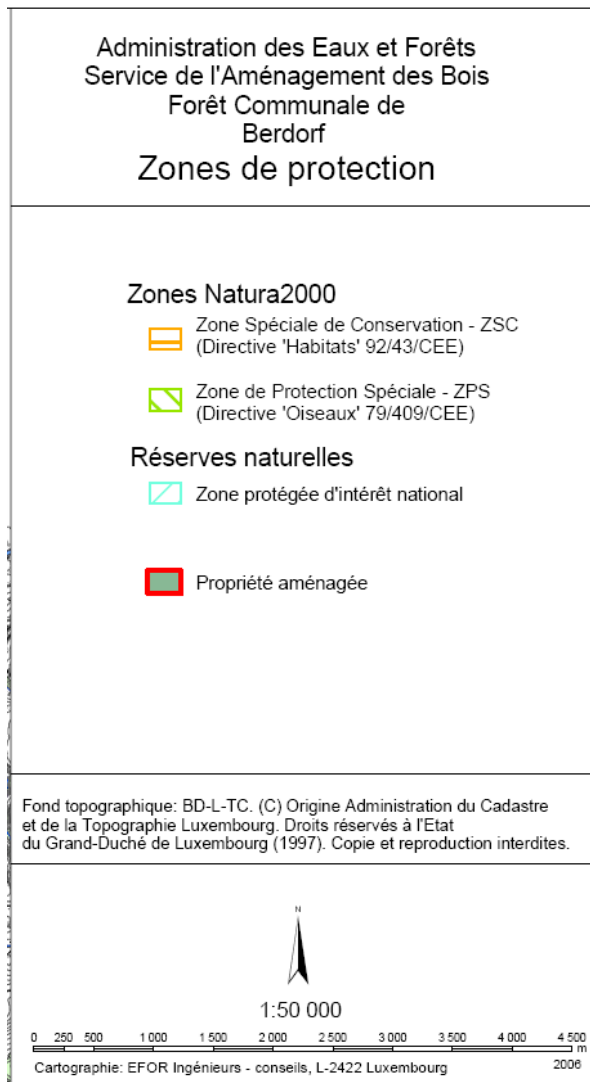 Administration des Eaux et Forêts
Service de l'Aménagement des Bois
Forêt Communale de
Berdorf
Zones de protection
Zones Natura2000
Zone Spéciale de Conservation - ZSC
(Directive 'Habitats' 92/43/CEE)
Zone de Protection Spéciale - ZPS
(Directive 'Oiseaux' 79/409/CEE)
Réserves naturelles
Zone protégée d'intérêt national
Propriété aménagée
Fond topographique: BD-L-TC. (C) Origine Administration du Cadastre
et de la Topographie Luxembourg. Droits réservés à l'Etat
du Grand-Duché de Luxembourg (1997). Copie et reproduction interdites.
N
1:50 000
0 250 500 1 000 1 500 2 000 2 500 3 000 3 500 4 000 4 500
m
Cartographie: EFOR Ingénieurs - conseils, L-2422 Luxembourg 2006